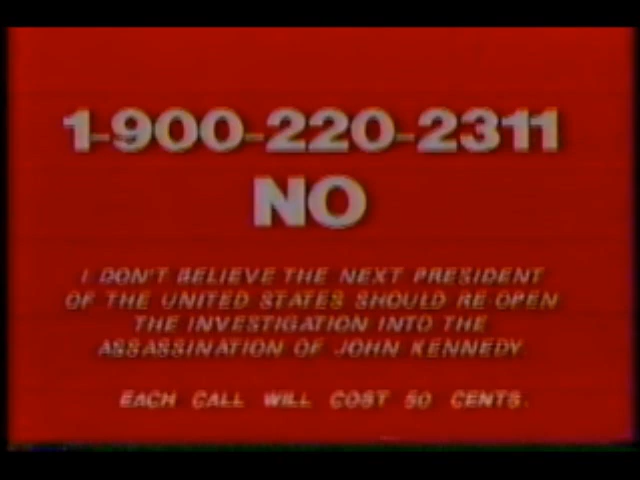 1-900-220-2311
NO
I DON'T BELIEVE THE NEXT PRESIDENT
OF THE UNITED STATES SHOULD RE-OPEN
THE INVESTIGATION INTO THE
ASSASSINATION OF JOHN KENNEDY
EACH CALL WILL COST 50 CENTS.